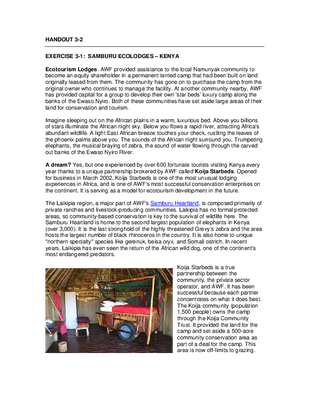 HANDOUT 3-2
EXERCISE 3-1: SAMBURU ECOLODGES – KENYA
Ecotourism Lodges. AWF provided assistance to the local Namunyak community to
become an equity shareholder in a permanent tented camp that had been built on land
originally leased from them. The community has gone on to purchase the camp from the
original owner who continues to manage the facility. At another community nearby, AWF
has provided capital for a group to develop their own 'star beds' luxury camp along the
banks of the Ewaso Nyiro. Both of these communities have set aside large areas of their
land for conservation and tourism.
Imagine sleeping out on the African plains in a warm, luxurious bed. Above you billions
of stars illuminate the African night sky. Below you flows a rapid river, attracting Africa's
abundant wildlife. A light East African breeze touches your cheek, rustling the leaves of
the phoenix palms above you. The sounds of the African night surround you. Trumpeting
elephants, the musical braying of zebra, the sound of water flowing through the carved
out banks of the Ewaso Nyiro River.
A dream? Yes, but one experienced by over 600 fortunate tourists visiting Kenya every
year thanks to a unique partnership brokered by AWF called Koija Starbeds. Opened
for business in March 2002, Koija Starbeds is one of the most unusual lodging
experiences in Africa, and is one of AWF's most successful conservation enterprises on
the continent. It is serving as a model for ecotourism development in the future.
The Laikipia region, a major part of AWF's Samburu Heartland, is composed primarily of
private ranches and livestock-producing communities. Laikipia has no formal protected
areas, so community-based conservation is key to the survival of wildlife here. The
Samburu Heartland is home to the second largest population of elephants in Kenya
(over 3,000). It is the last stronghold of the highly threatened Grevy's zebra and the area
hosts the largest number of black rhinoceros in the country. It is also home to unique
"northern specialty" species like gerenuk, beisa oryx, and Somali ostrich. In recent
years, Laikipia has even seen the return of the African wild dog, one of the continent's
most endangered predators.
Koija Starbeds is a true
partnership between the
community, the private sector
operator, and AWF. It has been
successful because each partner
concentrates on what it does best.
The Koija community (population
1,500 people) owns the camp
through the Koija Community
Trust. It provided the land for the
camp and set aside a 500-acre
community conservation area as
part of a deal for the camp. This
area is now off-limits to grazing.